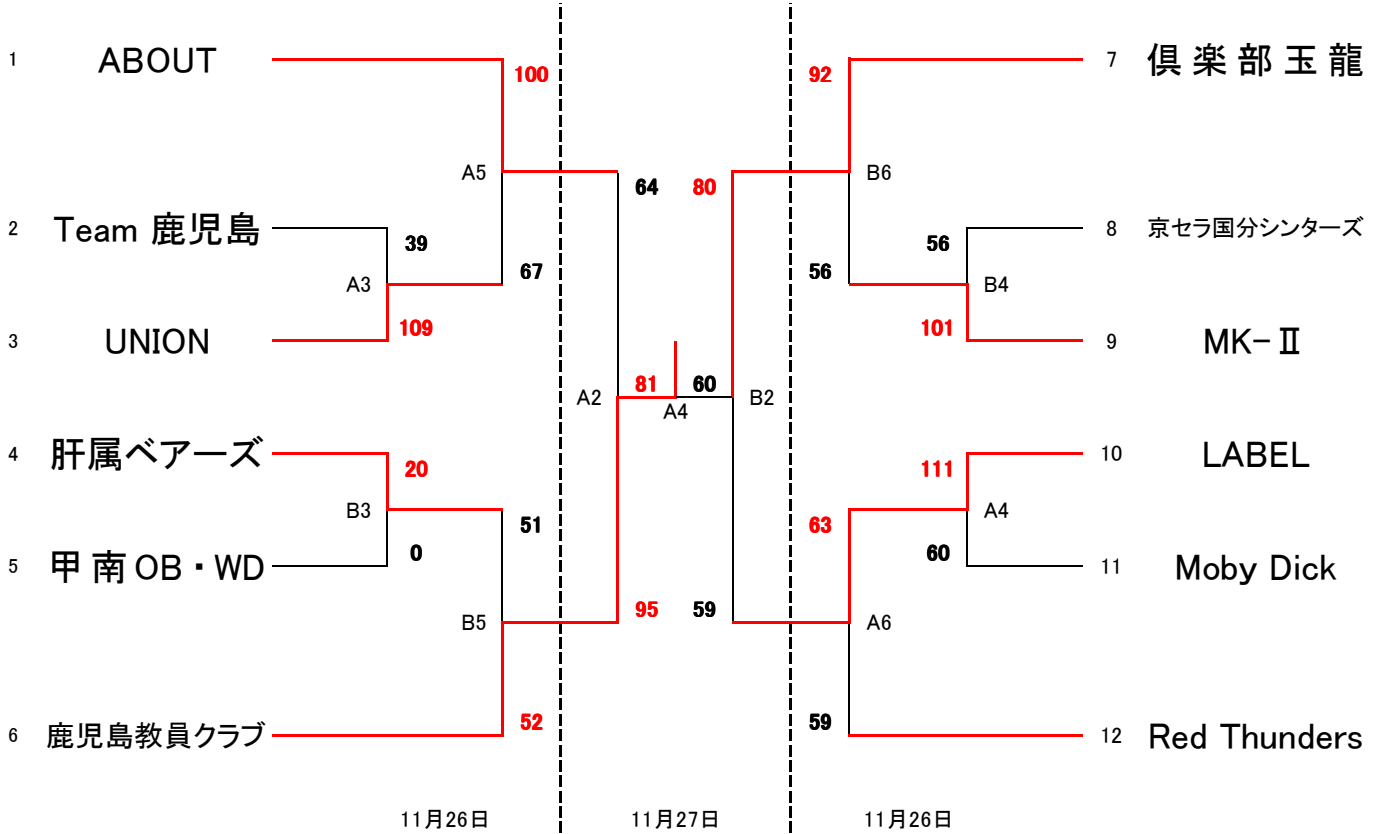 1 ABOUT 100 92 7 倶楽部玉龍
A5 64 80 B6
2 Team 鹿児島 39 67 56 56 8 京セラ国分シンターズ
A3 B4
3 UNION 109 101 9 MK-Ⅱ
A2 81 60 B2
A4
4 肝属ベアーズ 20 111 10 LABEL
B3 51 63 A4
5 甲南OB・WD 0 60 11 Moby Dick
B5 95 59 A6
6 鹿児島教員クラブ 52 59 12 Red Thunders
11月26日 11月27日 11月26日